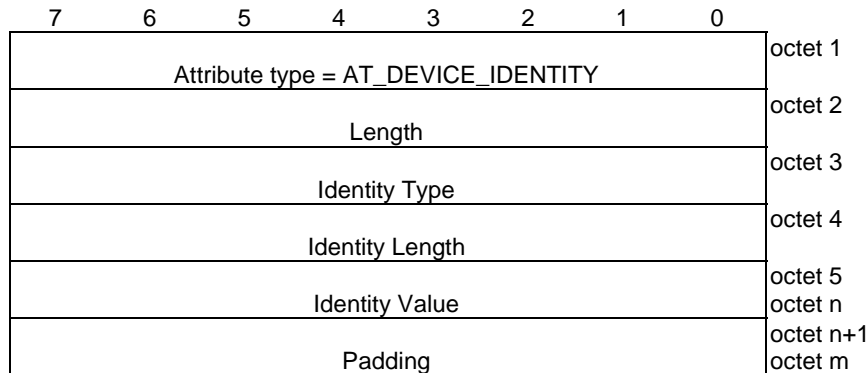 7 6 5 4 3 2 1 0
octet 1
Attribute type = AT_DEVICE_IDENTITY
octet 2
Length
octet 3
Identity Type
octet 4
Identity Length
octet 5
Identity Value octet n
octet n+1
Padding octet m